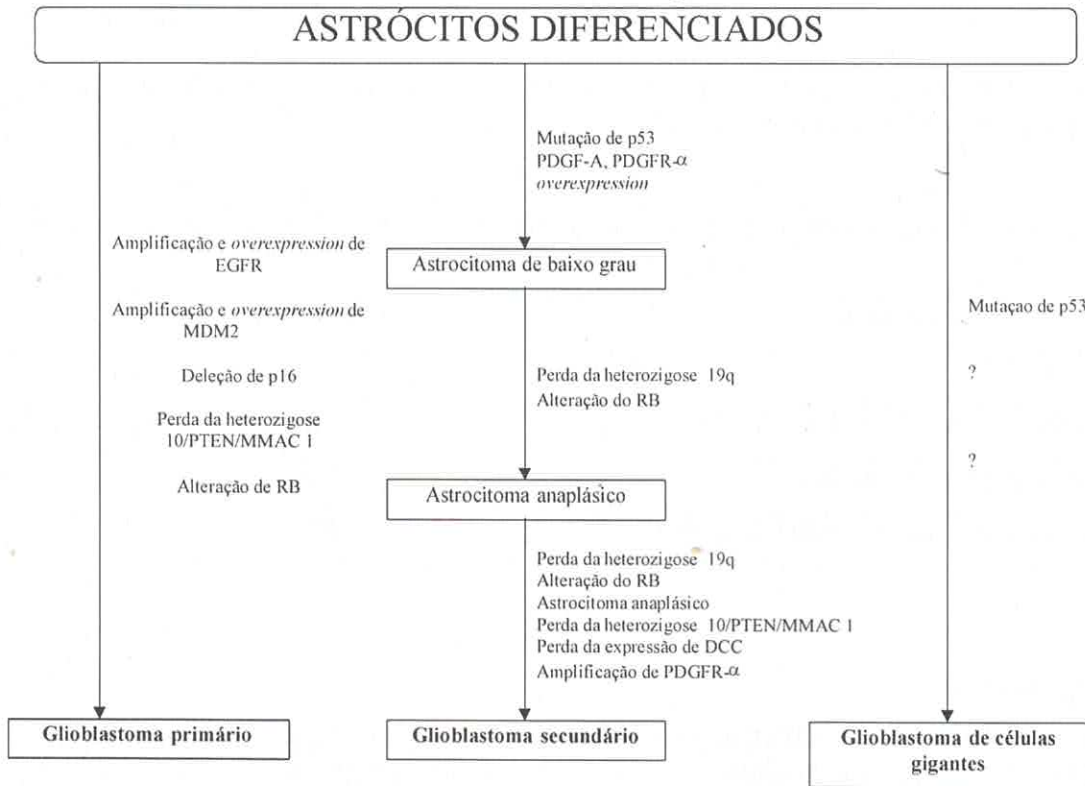 ASTRÓCITOS DIFERENCIADOS
Amplificação e overexpression de
EGFR
Amplificação e overexpression de
MDM2
Deleção de p16
Perda da heterozigose
10/PTEN/MMAC 1
Alteração de RB
Glioblastoma primário
Mutação de p53
PDGF-A, PDGFR-α
overexpression
Astrocitoma de baixo grau
Perda da heterozigose 19q
Alteração do RB
Astrocitoma anaplásico
Perda da heterozigose 19q
Alteração do RB
Astrocitoma anaplásico
Perda da heterozigose 10/PTEN/MMAC 1
Perda da expressão de DCC
Amplificação de PDGFR-α
Glioblastoma secundário
Mutaçao de p53
?
?
Glioblastoma de células
gigantes